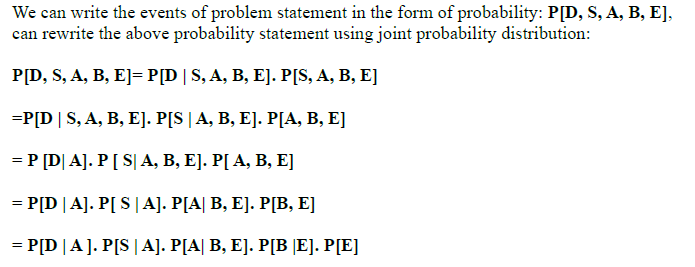 We can write the events of problem statement in the form of probability: P[D, S, A, B, E],
can rewrite the above probability statement using joint probability distribution:
P[D, S, A, B, E]= P[D | S, A, B, E]. P[S, A, B, E]
=P[D | S, A, B, E]. P[S | A, B, E]. P[A, B, E]
= P [D| A]. P [ S| A, B, E]. P[ A, B, E]
= P[D | A]. P[ S | A]. P[A| B, E]. P[B, E]
= P[D | A ]. P[S | A]. P[A| B, E]. P[B |E]. P[E]